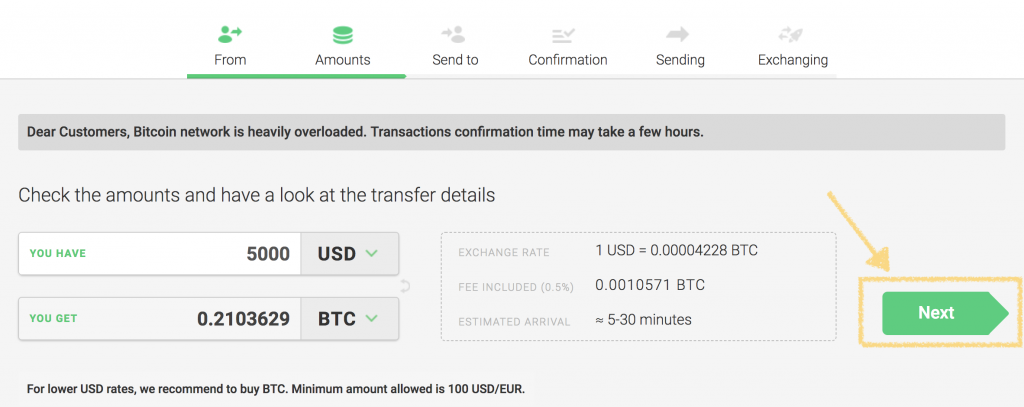 From Amounts Send to Confirmation Sending Exchanging
Dear Customers, Bitcoin network is heavily overloaded. Transactions confirmation time may take a few hours.
Check the amounts and have a look at the transfer details
YOU HAVE 5000 USD
YOU GET 0.2103629 BTC
EXCHANGE RATE 1 USD = 0.00004228 BTC
FEE INCLUDED (0.5%) 0.0010571 BTC
ESTIMATED ARRIVAL ≈ 5-30 minutes
Next
For lower USD rates, we recommend to buy BTC. Minimum amount allowed is 100 USD/EUR.